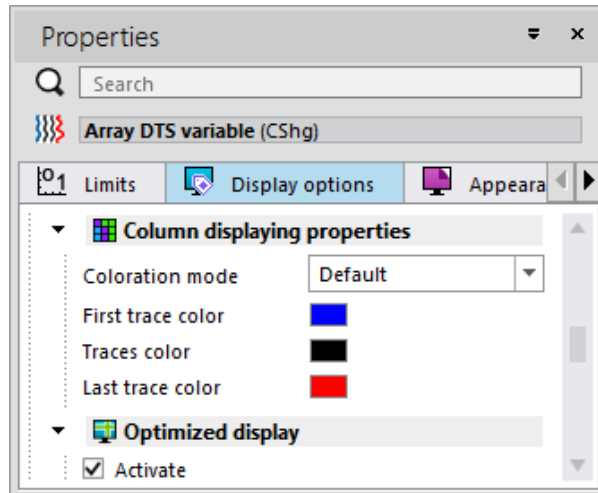 Properties
Search
Array DTS variable (CShg)
Limits Display options Appeara
Column displaying properties
Coloration mode Default
First trace color
Traces color
Last trace color
Optimized display
Activate